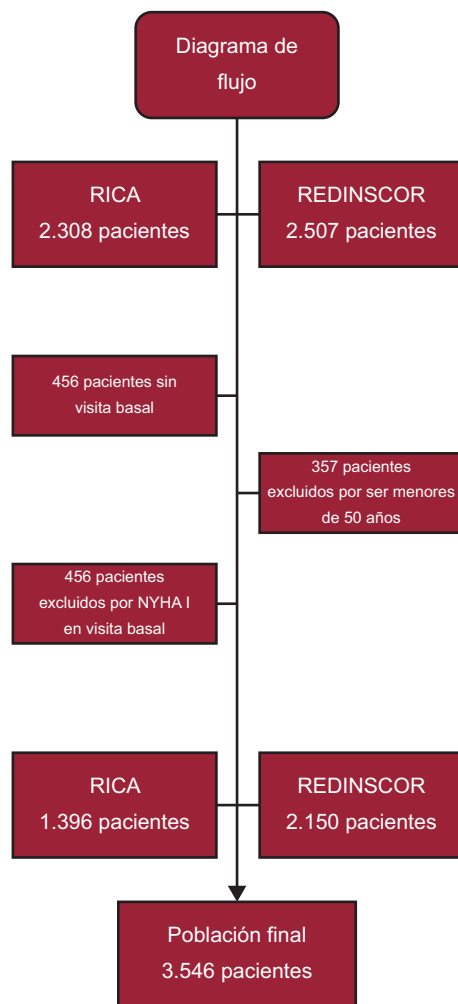 Diagrama de
flujo
RICA
2.308 pacientes
REDINSCOR
2.507 pacientes
456 pacientes sin
visita basal
357 pacientes
excluidos por ser menores
de 50 años
456 pacientes
excluidos por NYHA I
en visita basal
RICA
1.396 pacientes
REDINSCOR
2.150 pacientes
Población final
3.546 pacientes